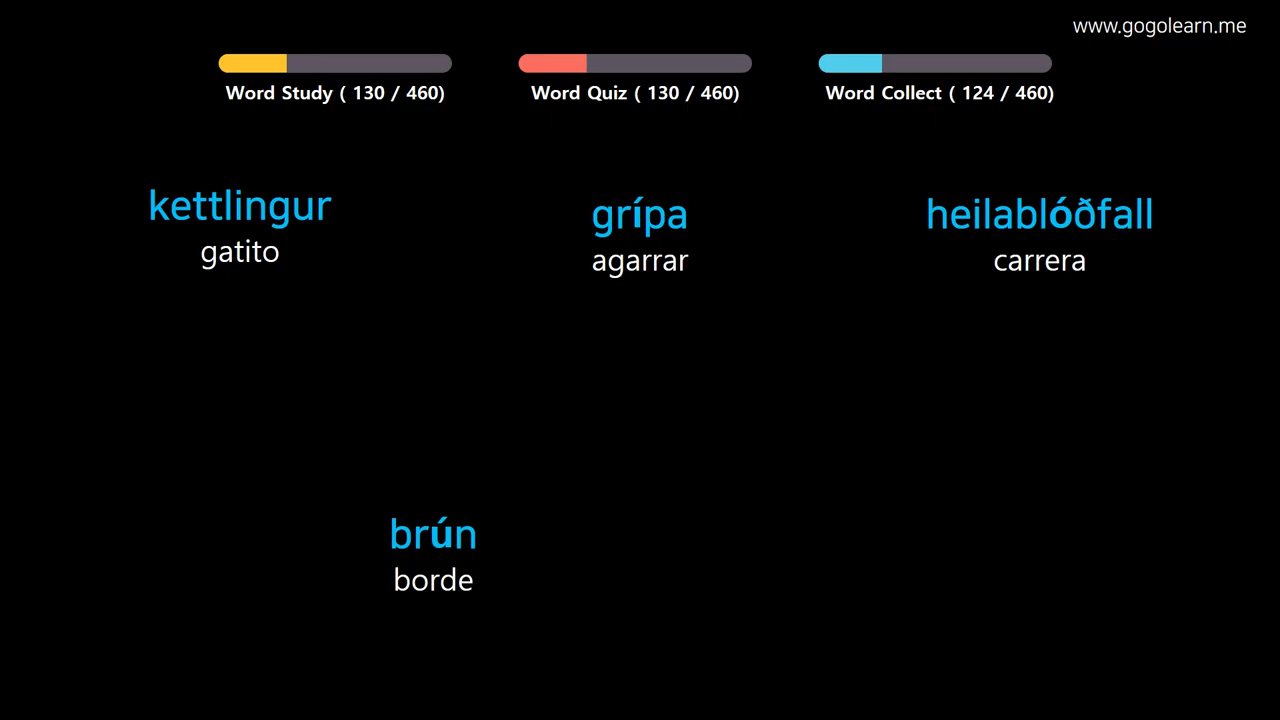 www.gogolearn.me
Word Study ( 130 / 460)
Word Quiz ( 130 / 460)
Word Collect ( 124 / 460)
kettlingur
gatito
grípa
agarrar
heilablóðfall
carrera
brún
borde